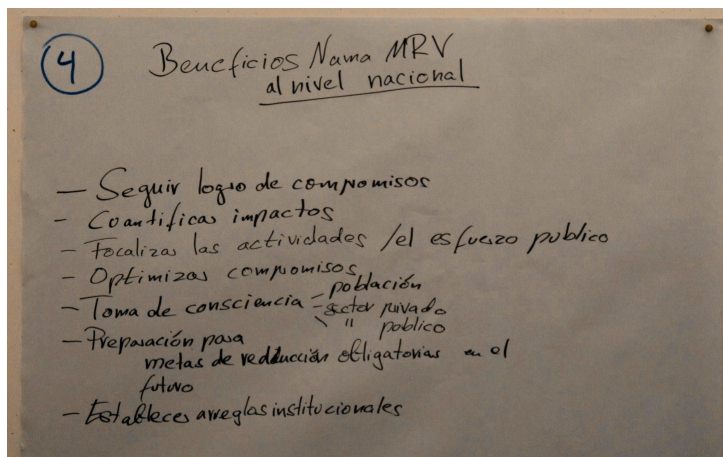 4
Beneficios Nama MRV
al nivel nacional
– Seguir logro de compromisos
– Cuantificar impactos
– Focalizar las actividades / el esfuerzo publico
– Optimizar compromisos
– Toma de consciencia – población
– sector privado
\ " publico
– Preparación para
metas de reducción obligatorias en el
futuro
– Establecer arreglos institucionales